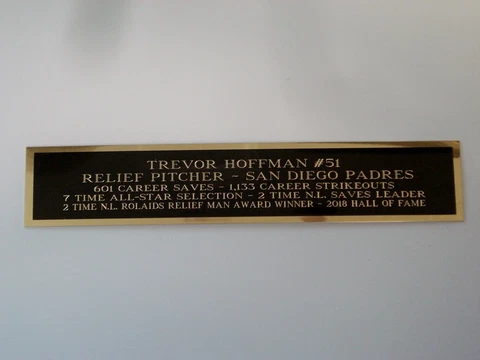 TREVOR HOFFMAN #51
RELIEF PITCHER - SAN DIEGO PADRES
601 CAREER SAVES - 1,133 CAREER STRIKEOUTS
7 TIME ALL-STAR SELECTION - 2 TIME N.L. SAVES LEADER
2 TIME N.L. ROLAIDS RELIEF MAN AWARD WINNER - 2018 HALL OF FAME